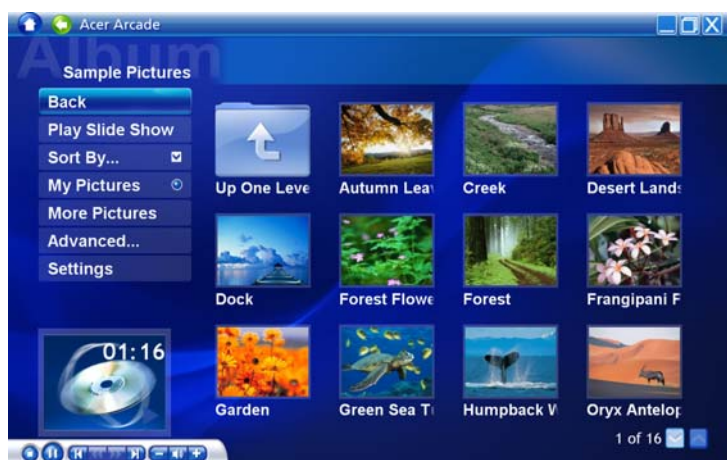 Acer Arcade
Album
Sample Pictures
Back
Play Slide Show
Sort By...
My Pictures
More Pictures
Advanced...
Settings
Up One Leve
Autumn Lea
Creek
Desert Lands
Dock
Forest Flowe
Forest
Frangipani F
Garden
Green Sea T
Humpback W
Oryx Antelop
01:16
1 of 16